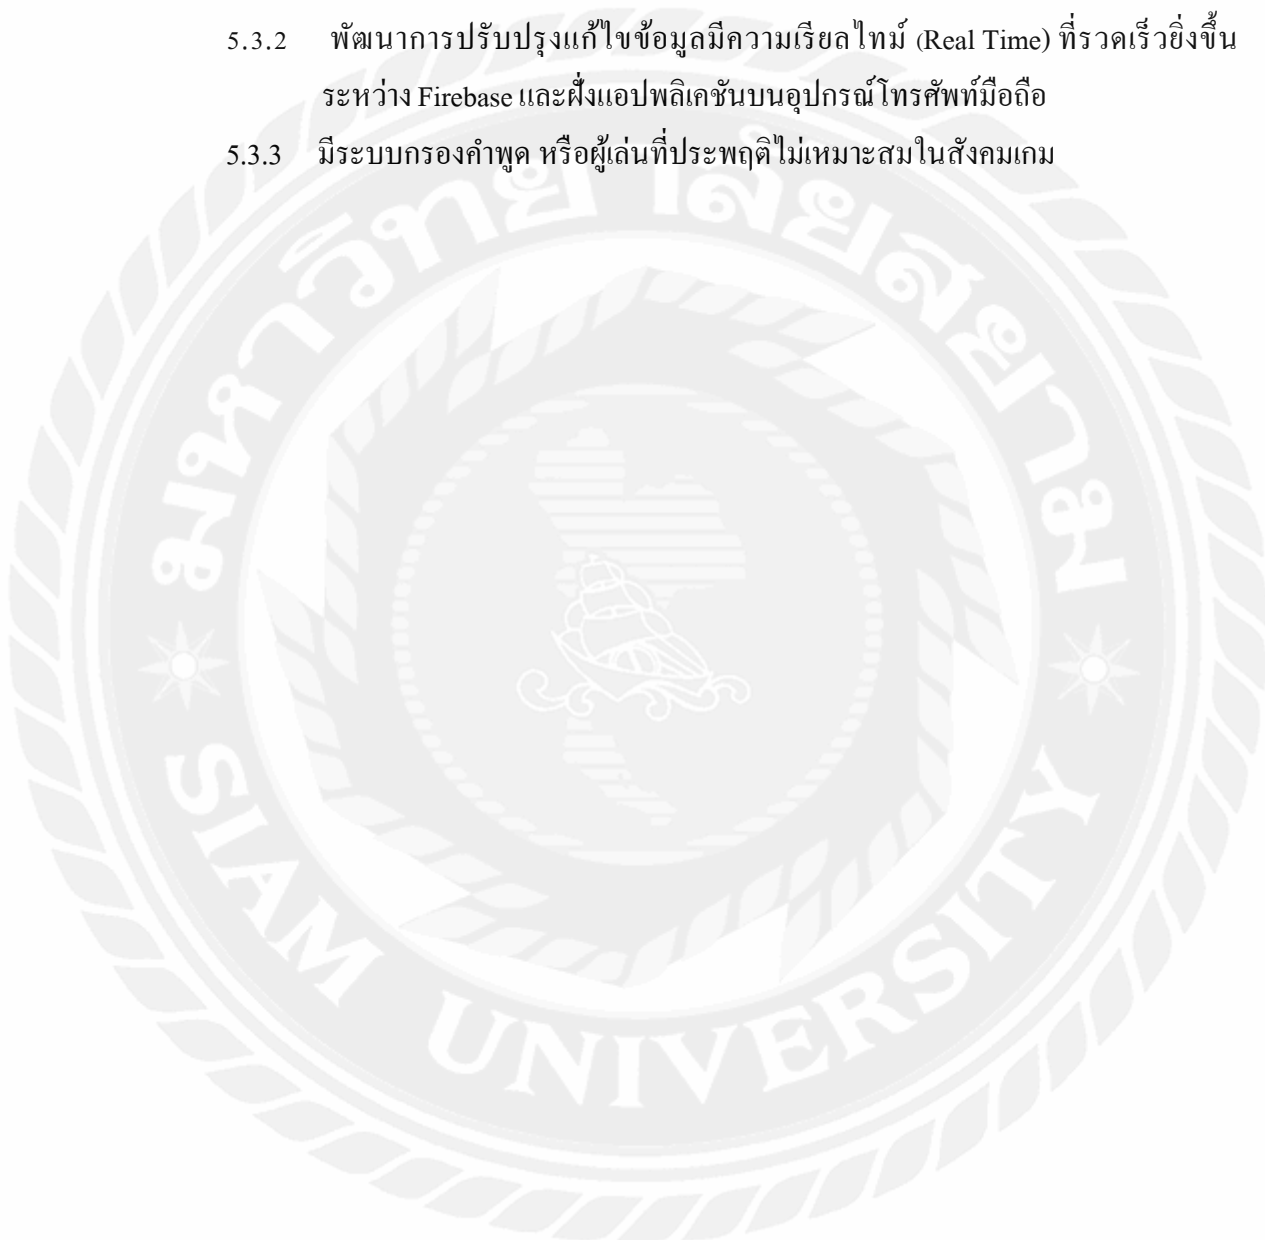 5.3.2 พัฒนาการปรับปรุงแก้ไขข้อมูลมีความเรียลไทม์ (Real Time) ที่รวดเร็วยิ่งขึ้น
ระหว่าง Firebase และฝั่งแอปพลิเคชันบนอุปกรณ์โทรศัพท์มือถือ
5.3.3 มีระบบกรองคำพูด หรือผู้เล่นที่ประพฤติไม่เหมาะสมในสังคมเกม
มหาวิทยาลัยสยาม
SIAM UNIVERSITY